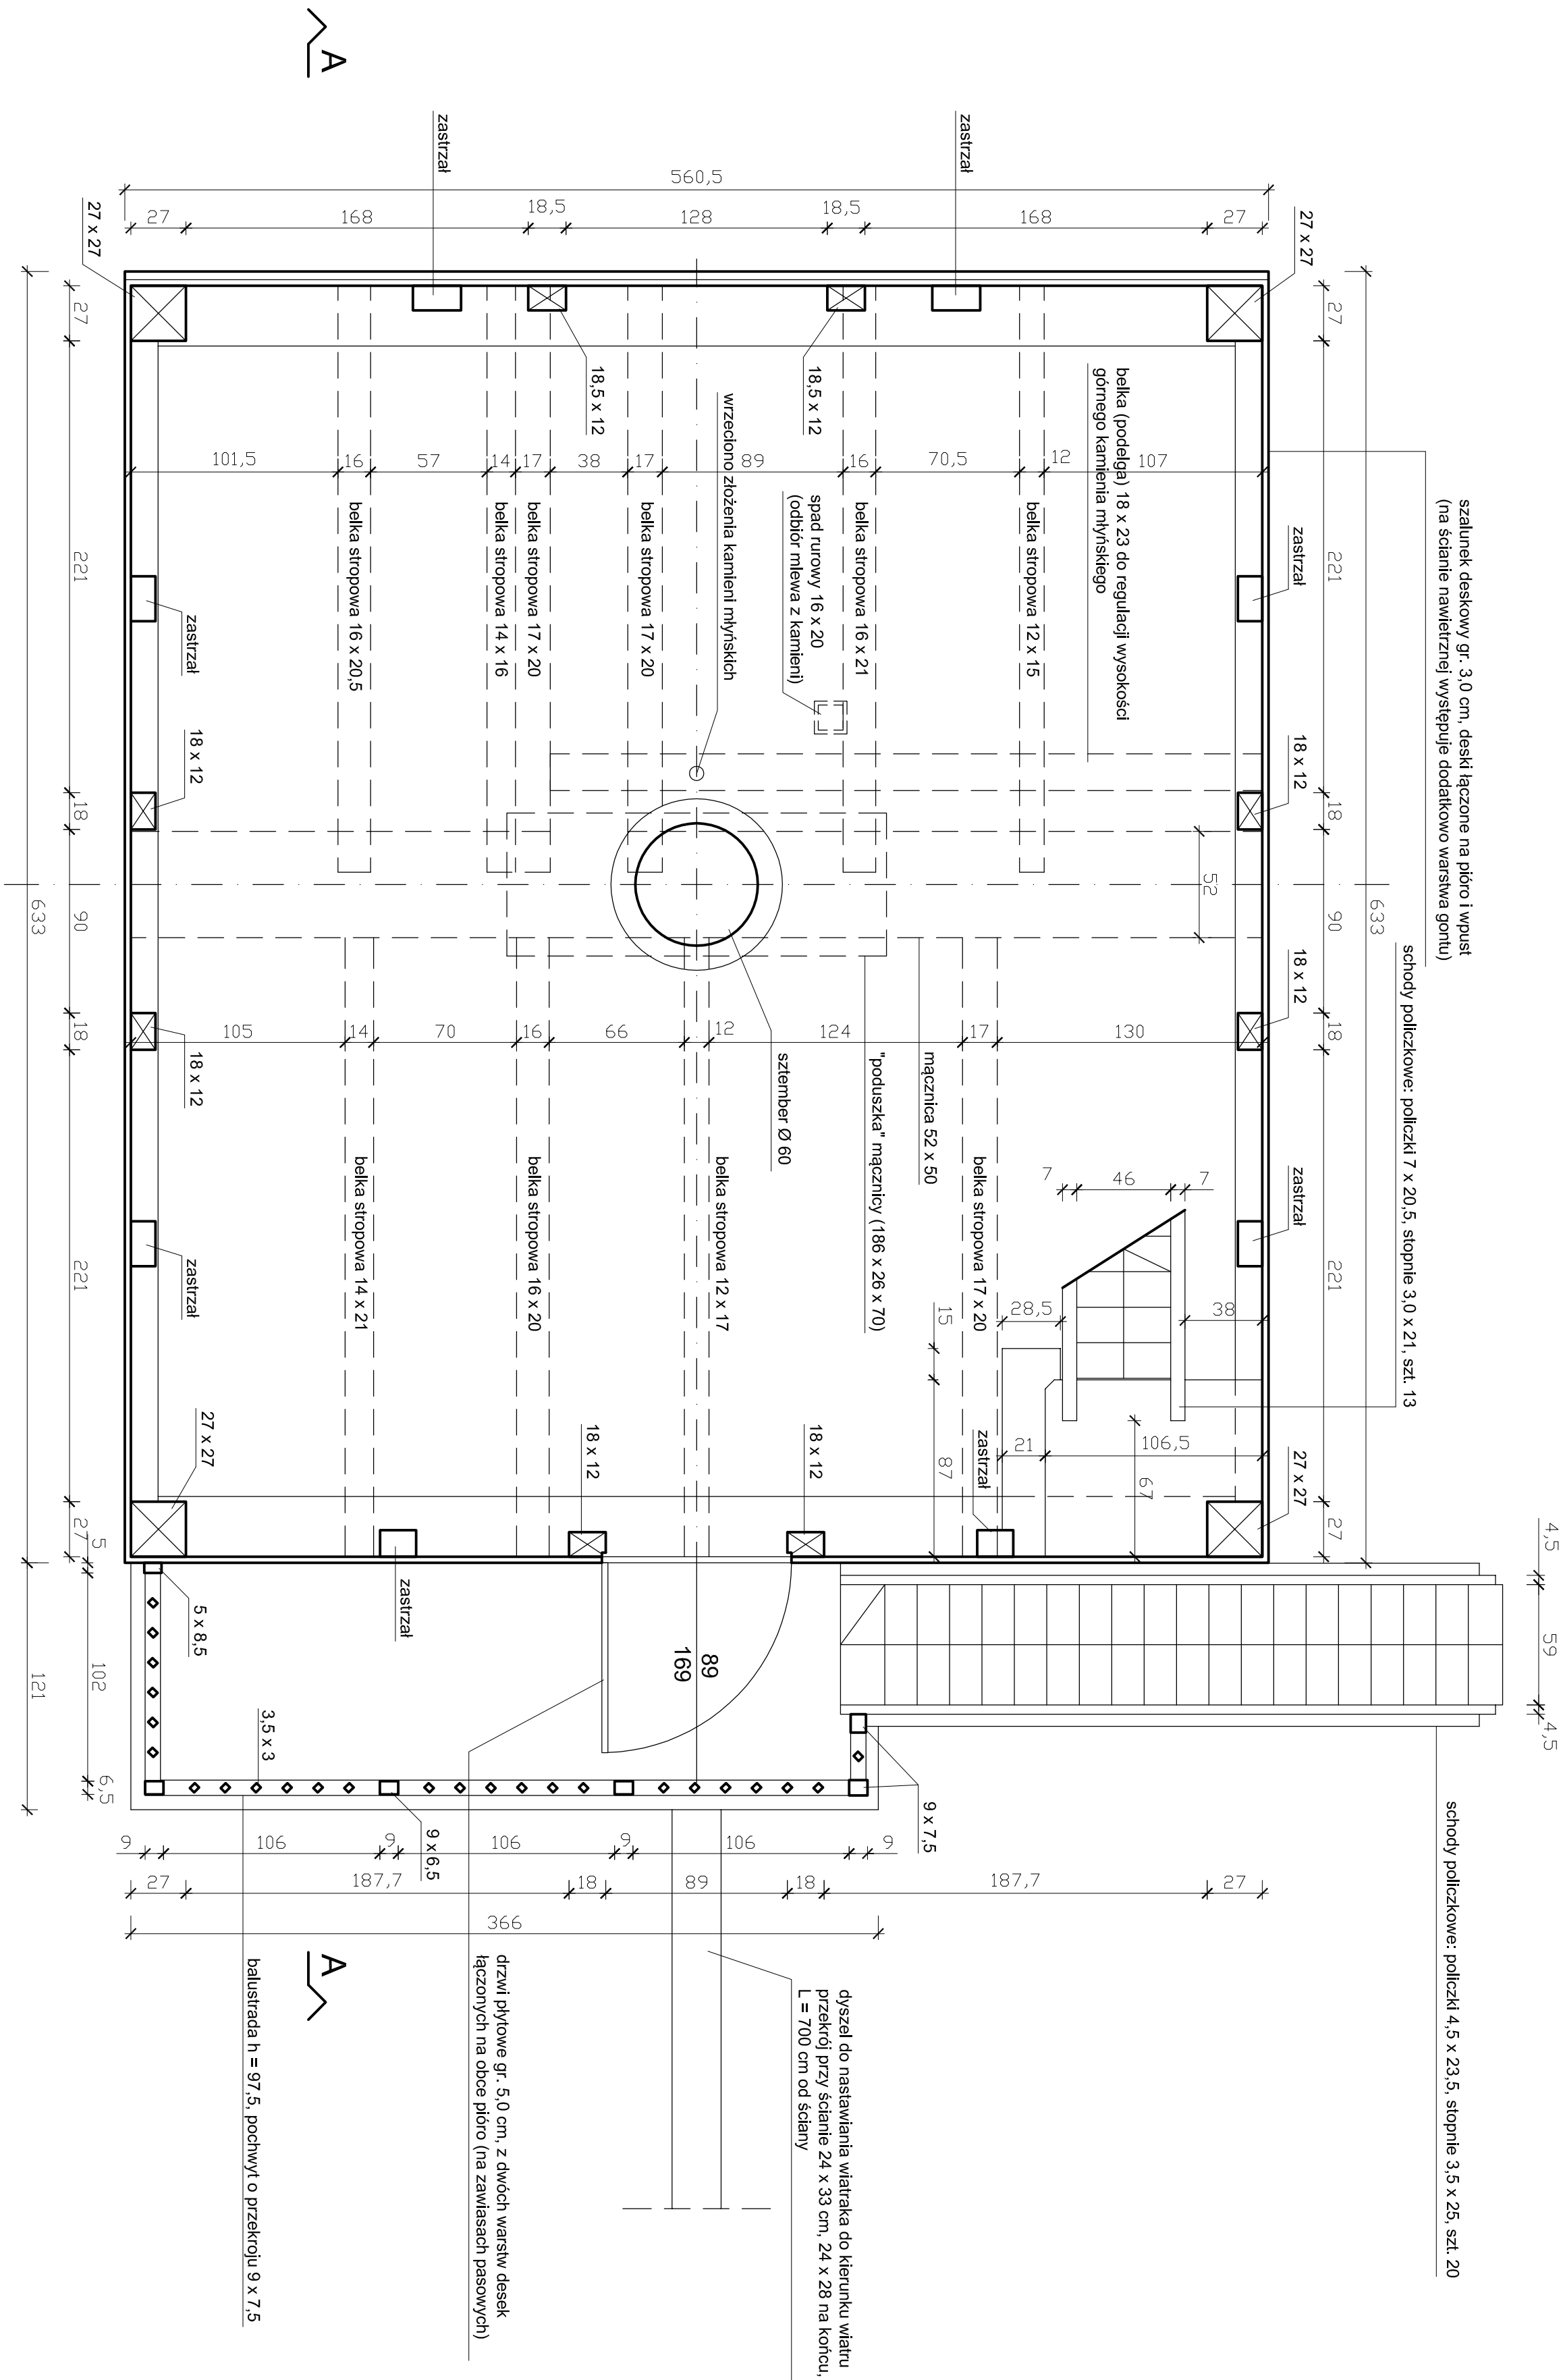 szalunek deskowy gr. 3,0 cm, deski łączone na pióro i wpust
(na ścianie nawietrznej występuje dodatkowo warstwa gontu)
schody policzkowe: policzki 7 x 20,5, stopnie 3,0 x 21, szt. 13
schody policzkowe: policzki 4,5 x 23,5, stopnie 3,5 x 25, szt. 20
4,5
59
4,5
633
27
221
18
90
18
221
27
27 x 27
zastrzał
18 x 12
18 x 12
zastrzał
27 x 27
belka (podelga) 18 x 23 do regulacji wysokości
górnego kamienia młyńskiego
52
7
46
7
38
28,5
15
87
21
106,5
67
zastrzał
560,5
27
168
18,5
128
18,5
168
27
zastrzał
zastrzał
18,5 x 12
18,5 x 12
107
12
70,5
16
89
17
38
17
14
57
16
101,5
belka stropowa 12 x 15
belka stropowa 16 x 21
spad rurowy 16 x 20
(odbiór mlewa z kamieni)
wrzeciono złożenia kamieni młyńskich
belka stropowa 17 x 20
belka stropowa 17 x 20
belka stropowa 14 x 16
belka stropowa 16 x 20,5
130
17
124
12
66
16
70
14
105
belka stropowa 17 x 20
mącznica 52 x 50
"poduszka" mącznicy (186 x 26 x 70)
sztember Ø 60
belka stropowa 12 x 17
belka stropowa 16 x 20
belka stropowa 14 x 21
18 x 12
18 x 12
89
169
zastrzał
27 x 27
zastrzał
18 x 12
18 x 12
zastrzał
27 x 27
27
221
18
90
18
221
27
5
102
6,5
633
121
5 x 8,5
3,5 x 3
9 x 7,5
9 x 6,5
9
106
9
106
9
106
9
27
187,7
18
89
18
187,7
27
366
dyszel do nastawiania wiatraka do kierunku wiatru
przekrój przy ścianie 24 x 33 cm, 24 x 28 na końcu,
L = 700 cm od ściany
drzwi płytowe gr. 5,0 cm, z dwóch warstw desek
łączonych na obce pióro (na zawiasach pasowych)
balustrada h = 97,5, pochwyt o przekroju 9 x 7,5
A
A